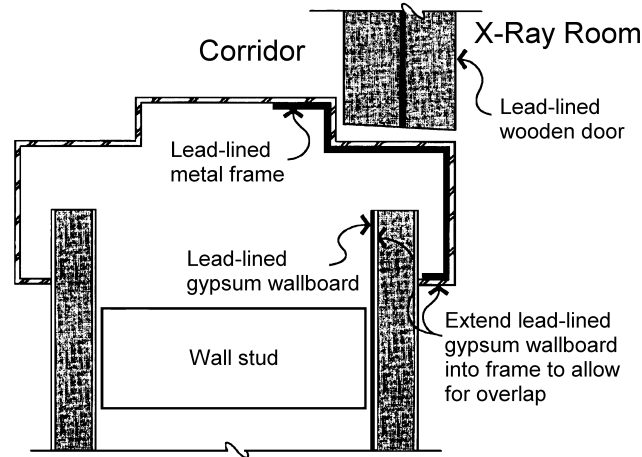 Corridor
X-Ray Room
Lead-lined
wooden door
Lead-lined
metal frame
Lead-lined
gypsum wallboard
Extend lead-lined
gypsum wallboard
into frame to allow
for overlap
Wall stud